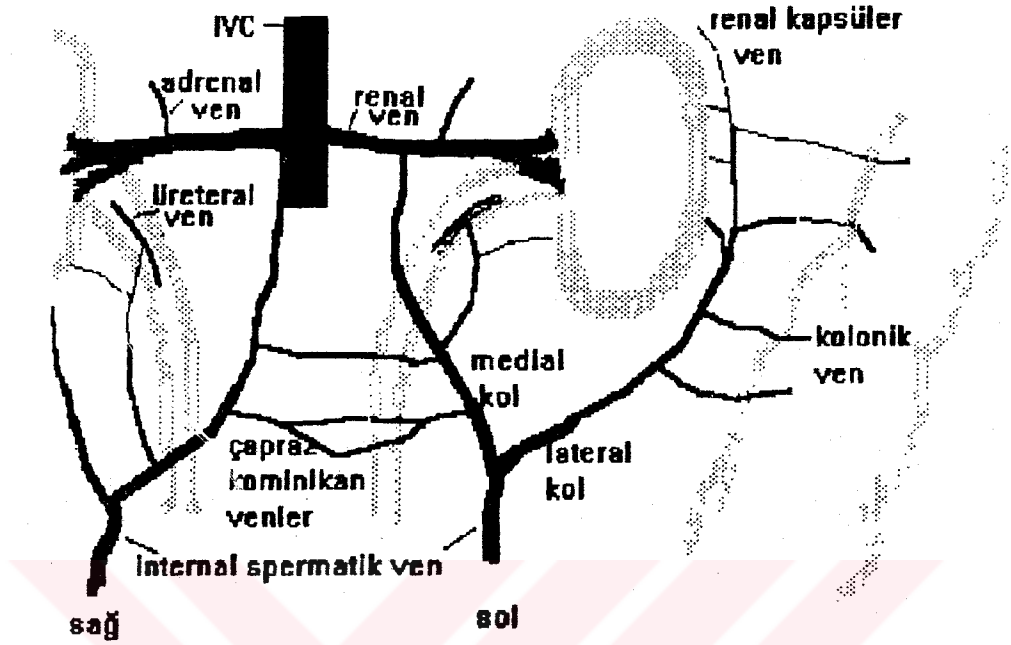 IVC
renal kapsüler
ven
adrenal
ven
renal
ven
Üreteral
ven
kolonik
ven
medial
kol
çapraz
kominikan
venler
lateral
kol
internal spermatik ven
sağ
sol